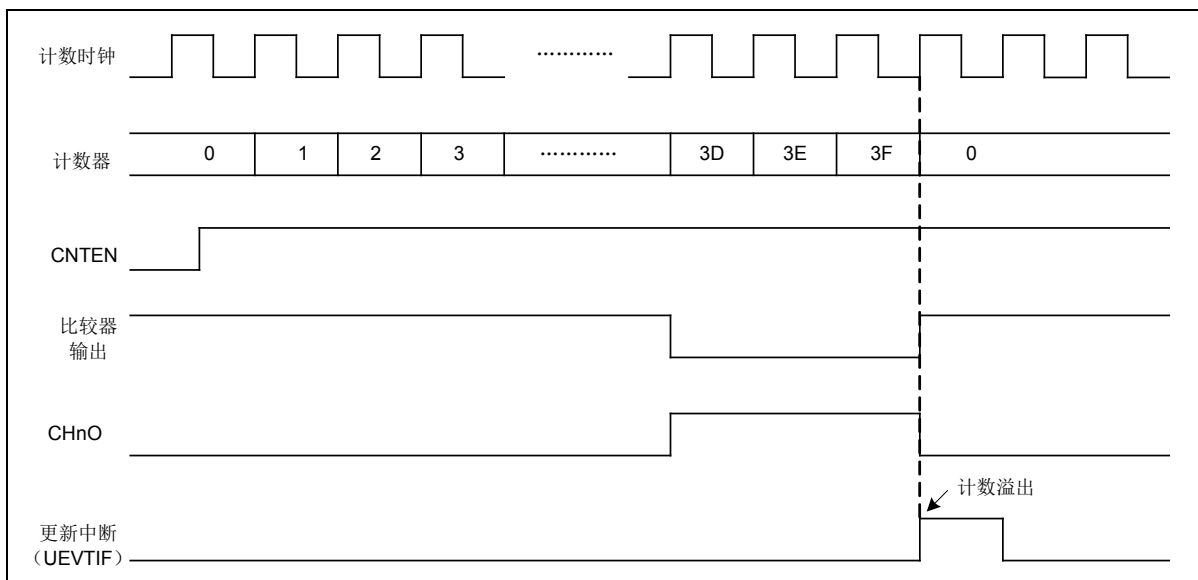 计数时钟
…………
计数器
0 1 2 3 ………… 3D 3E 3F 0
CNTEN
比较器
输出
CHnO
计数溢出
更新中断
（UEVTIF）